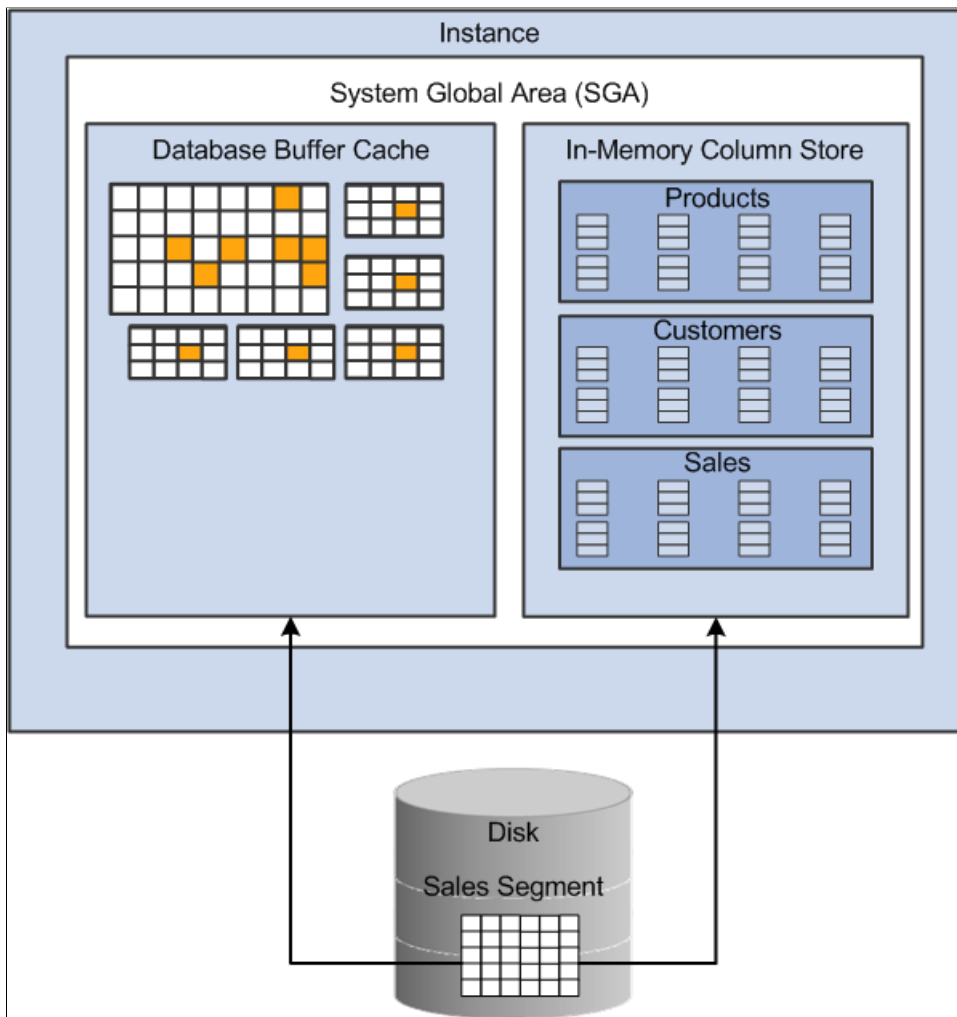 Instance
System Global Area (SGA)
Database Buffer Cache
In-Memory Column Store
Products
Customers
Sales
Disk
Sales Segment